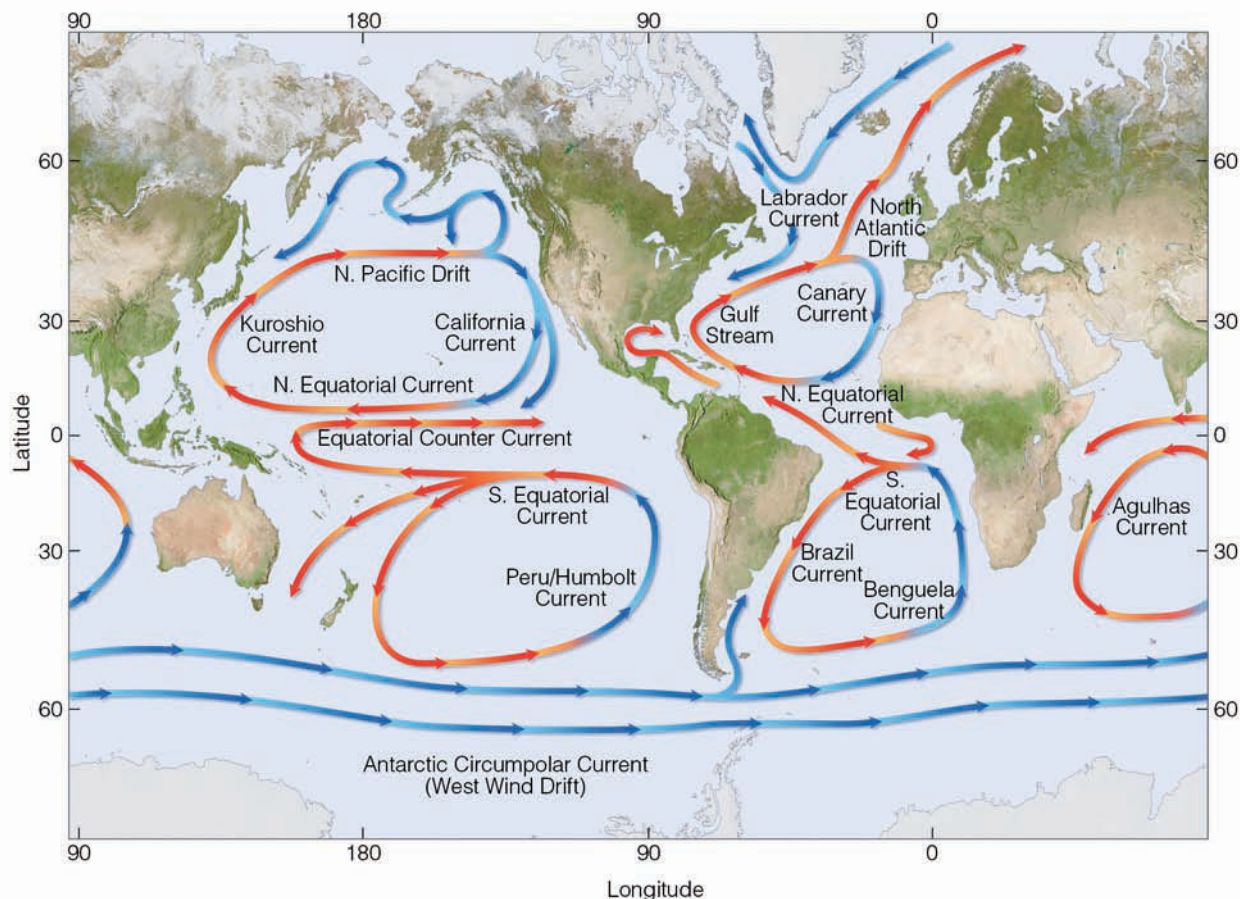 90
180
90
0
60
60
Labrador
Current
North
Atlantic
Drift
N. Pacific Drift
Canary
Current
30
Kuroshio
Current
California
Current
Gulf
Stream
30
N. Equatorial Current
N. Equatorial
Current
0
Equatorial Counter Current
0
Latitude
S. Equatorial
Current
S.
Equatorial
Current
Agulhas
Current
30
Brazil
Current
30
Peru/Humbolt
Current
Benguela
Current
60
60
Antarctic Circumpolar Current
(West Wind Drift)
90
180
90
0
Longitude